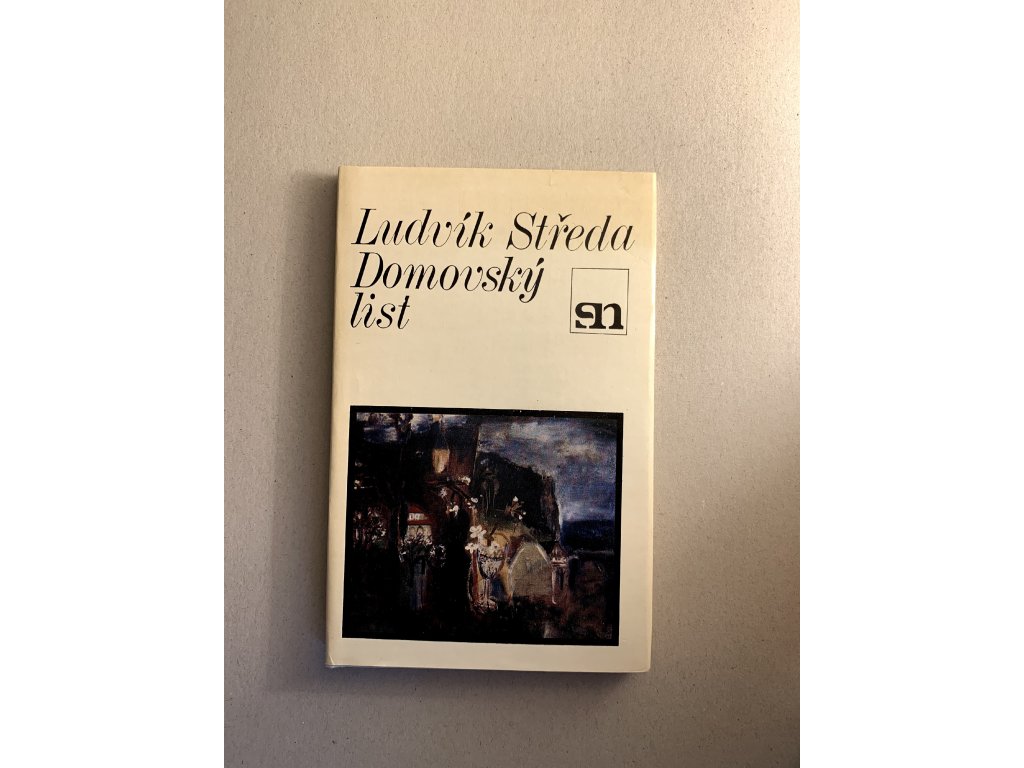 Ludvík Středa
Domovský
list
sn